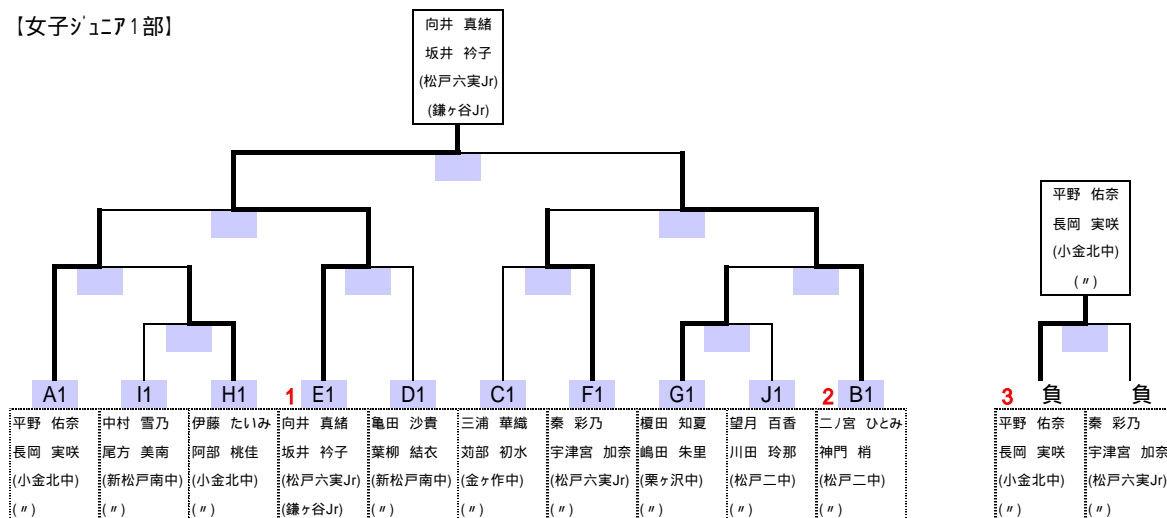 【女子ｼﾞｭﾆｱ1部】
向井 真緒
坂井 衿子
(松戸六実Jr)
(鎌ヶ谷Jr)
平野 佑奈
長岡 実咲
(小金北中)
(〃)
A1 I1 H1 1 E1 D1 C1 F1 G1 J1 2 B1 3 負 負
平野 佑奈 中村 雪乃 伊藤 たいみ 向井 真緒 亀田 沙貴 三浦 華織 秦 彩乃 榎田 知夏 望月 百香 二ノ宮 ひとみ 平野 佑奈 秦 彩乃
長岡 実咲 尾方 美南 阿部 桃佳 坂井 衿子 葉柳 結衣 苅部 初水 宇津宮 加奈 嶋田 朱里 川田 玲那 神門 梢 長岡 実咲 宇津宮 加奈
(小金北中) (新松戸南中) (小金北中) (松戸六実Jr) (新松戸南中) (金ヶ作中) (松戸六実Jr) (栗ヶ沢中) (松戸二中) (松戸二中) (小金北中) (松戸六実Jr)
(〃) (〃) (〃) (鎌ヶ谷Jr) (〃) (〃) (〃) (〃) (〃) (〃) (〃) (〃)